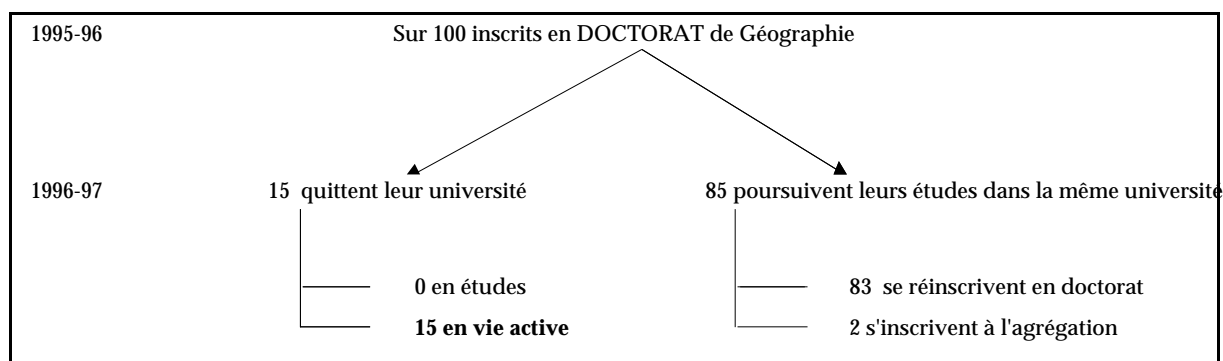 1995-96 Sur 100 inscrits en DOCTORAT de Géographie
1996-97 15 quittent leur université 85 poursuivent leurs études dans la même université
0 en études 83 se réinscrivent en doctorat
15 en vie active 2 s'inscrivent à l'agrégation